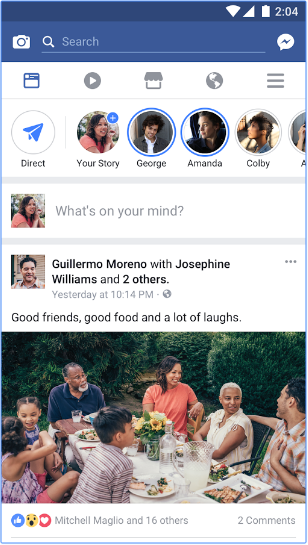 2:04
Search
Direct
Your Story
George
Amanda
Colby
A
What's on your mind?
Guillermo Moreno with Josephine
Williams and 2 others.
Yesterday at 10:14 PM ·
Good friends, good food and a lot of laughs.
Mitchell Maglio and 16 others
2 Comments